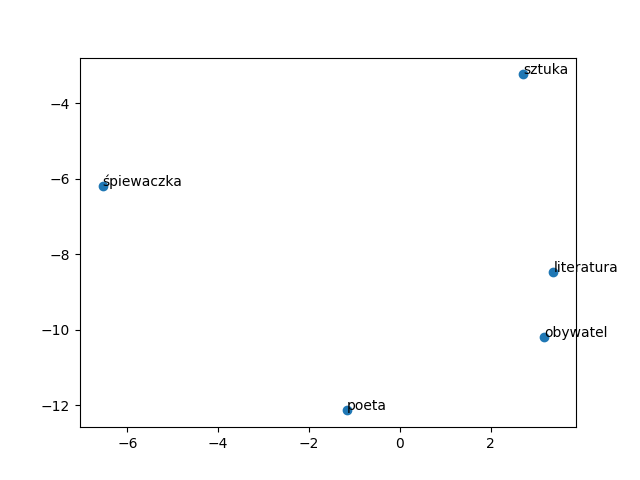 sztuka
−4
śpiewaczka
−6
literatura
−8
obywatel
−10
poeta
−12
−6 −4 −2 0 2